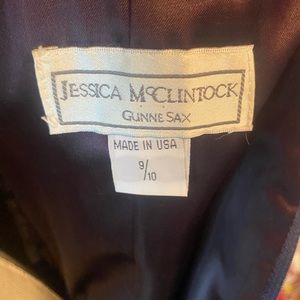 JESSICA McCLINTOCK
GUNNE SAX
MADE IN USA
9/10